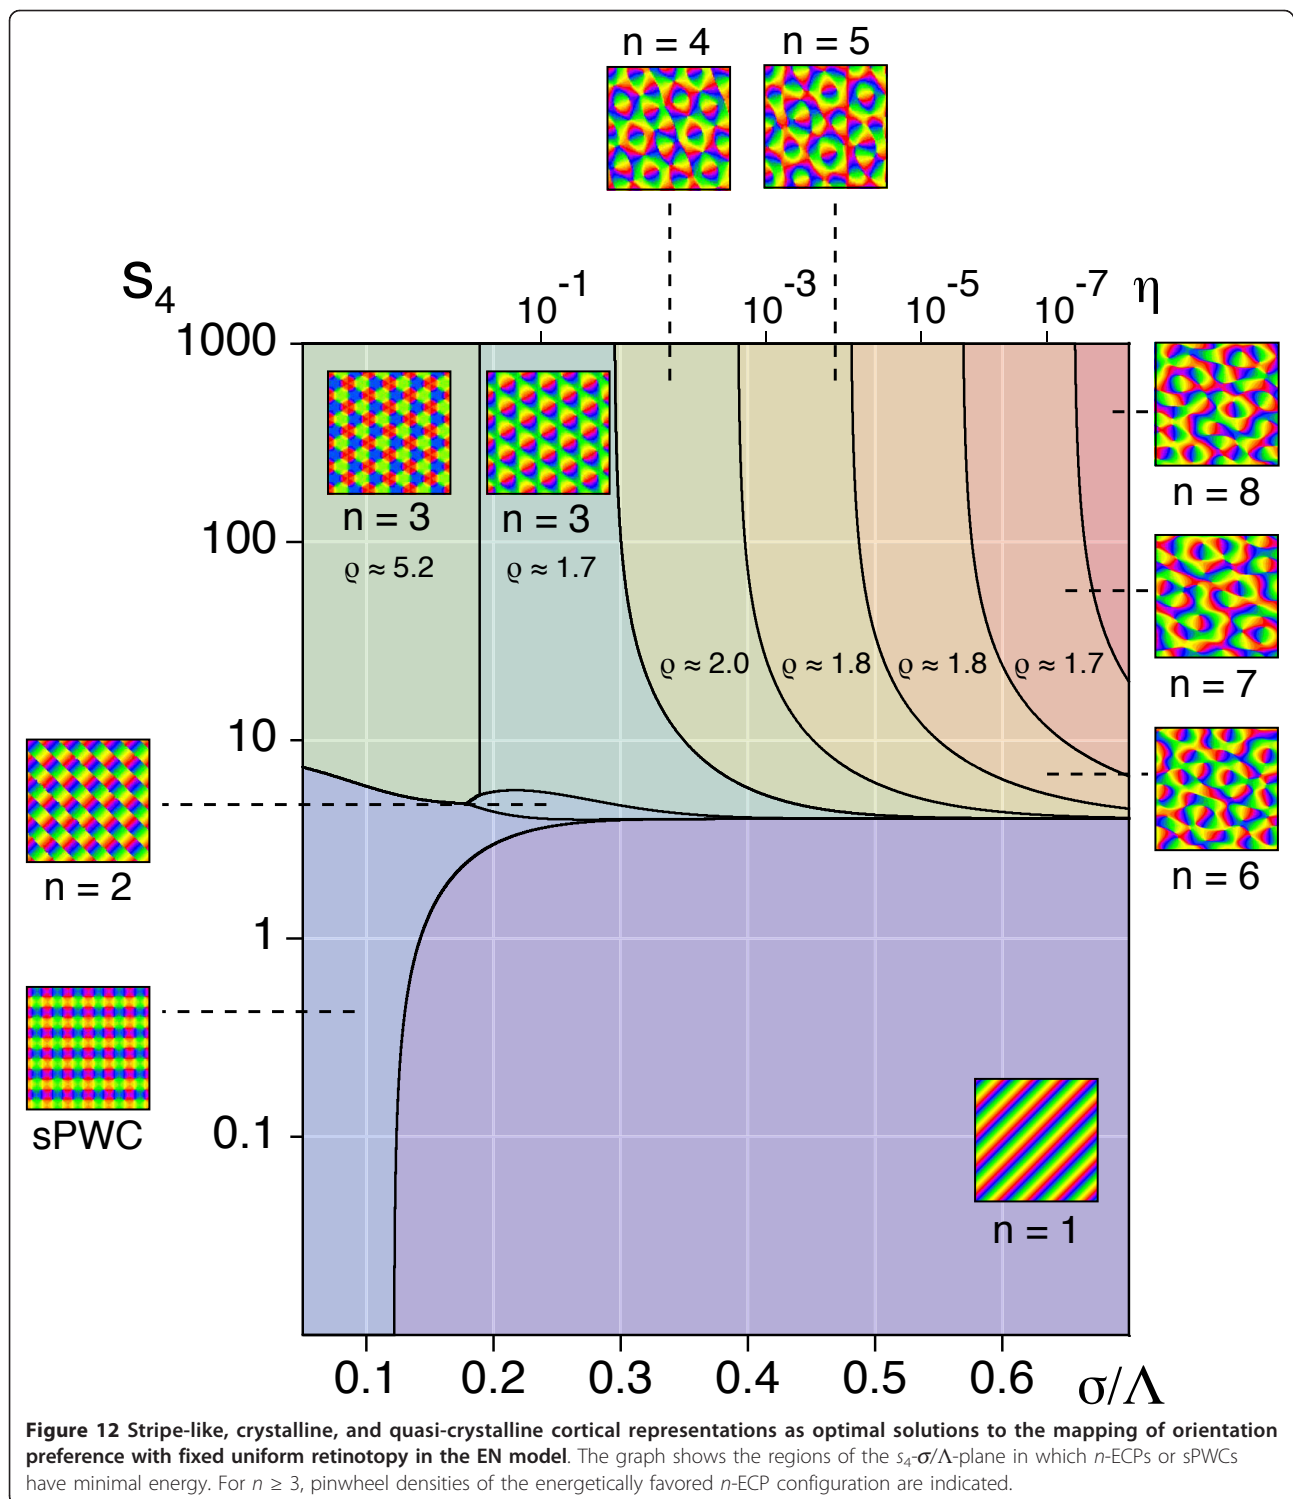 n = 4 n = 5
s4 10-1 10-3 10-5 10-7 η
1000
n = 3 n = 3
n = 8
100
ϱ ≈ 5.2 ϱ ≈ 1.7
ϱ ≈ 2.0 ϱ ≈ 1.8 ϱ ≈ 1.8 ϱ ≈ 1.7
n = 7
10
n = 2
n = 6
1
sPWC
0.1
n = 1
0.1 0.2 0.3 0.4 0.5 0.6 σ/Λ
Figure 12 Stripe-like, crystalline, and quasi-crystalline cortical representations as optimal solutions to the mapping of orientation
preference with fixed uniform retinotopy in the EN model. The graph shows the regions of the s4-σ/Λ-plane in which n-ECPs or sPWCs
have minimal energy. For n ≥ 3, pinwheel densities of the energetically favored n-ECP configuration are indicated.